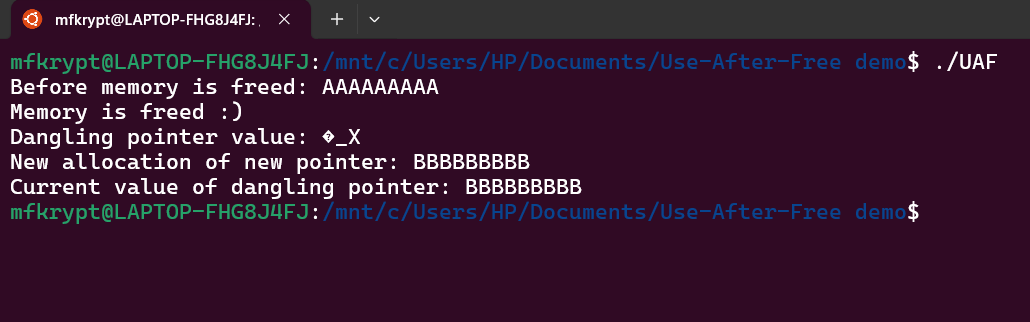 mfkrypt@LAPTOP-FHG8J4FJ: .
mfkrypt@LAPTOP-FHG8J4FJ:/mnt/c/Users/HP/Documents/Use-After-Free demo$ ./UAF
Before memory is freed: AAAAAAAAA
Memory is freed :)
Dangling pointer value: �_X
New allocation of new pointer: BBBBBBBBB
Current value of dangling pointer: BBBBBBBBB
mfkrypt@LAPTOP-FHG8J4FJ:/mnt/c/Users/HP/Documents/Use-After-Free demo$